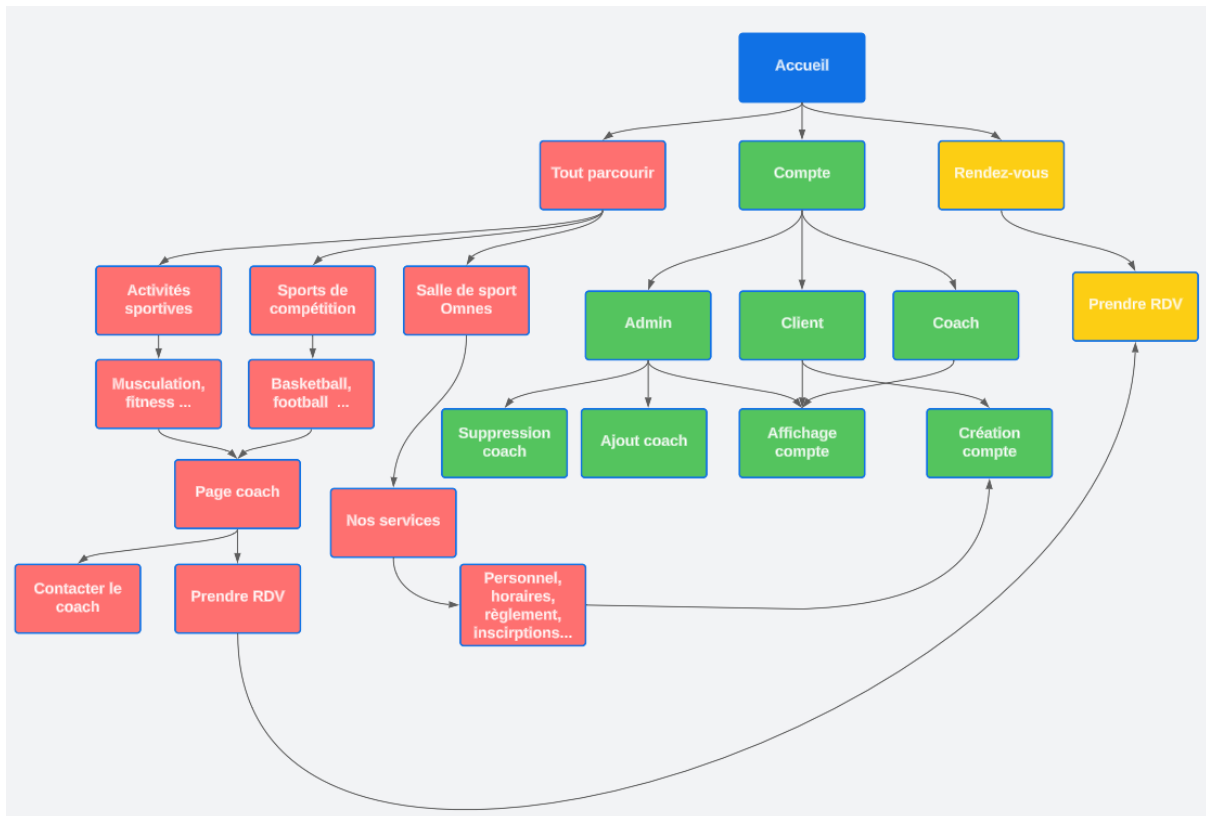 Accueil
Tout parcourir
Compte
Rendez-vous
Activités
sportives
Sports de
compétition
Salle de sport
Omnes
Admin
Client
Coach
Prendre RDV
Musculation,
fitness ...
Basketball,
football ...
Suppression
coach
Ajout coach
Affichage
compte
Création
compte
Page coach
Nos services
Contacter le
coach
Prendre RDV
Personnel,
horaires,
règlement,
inscirptions...